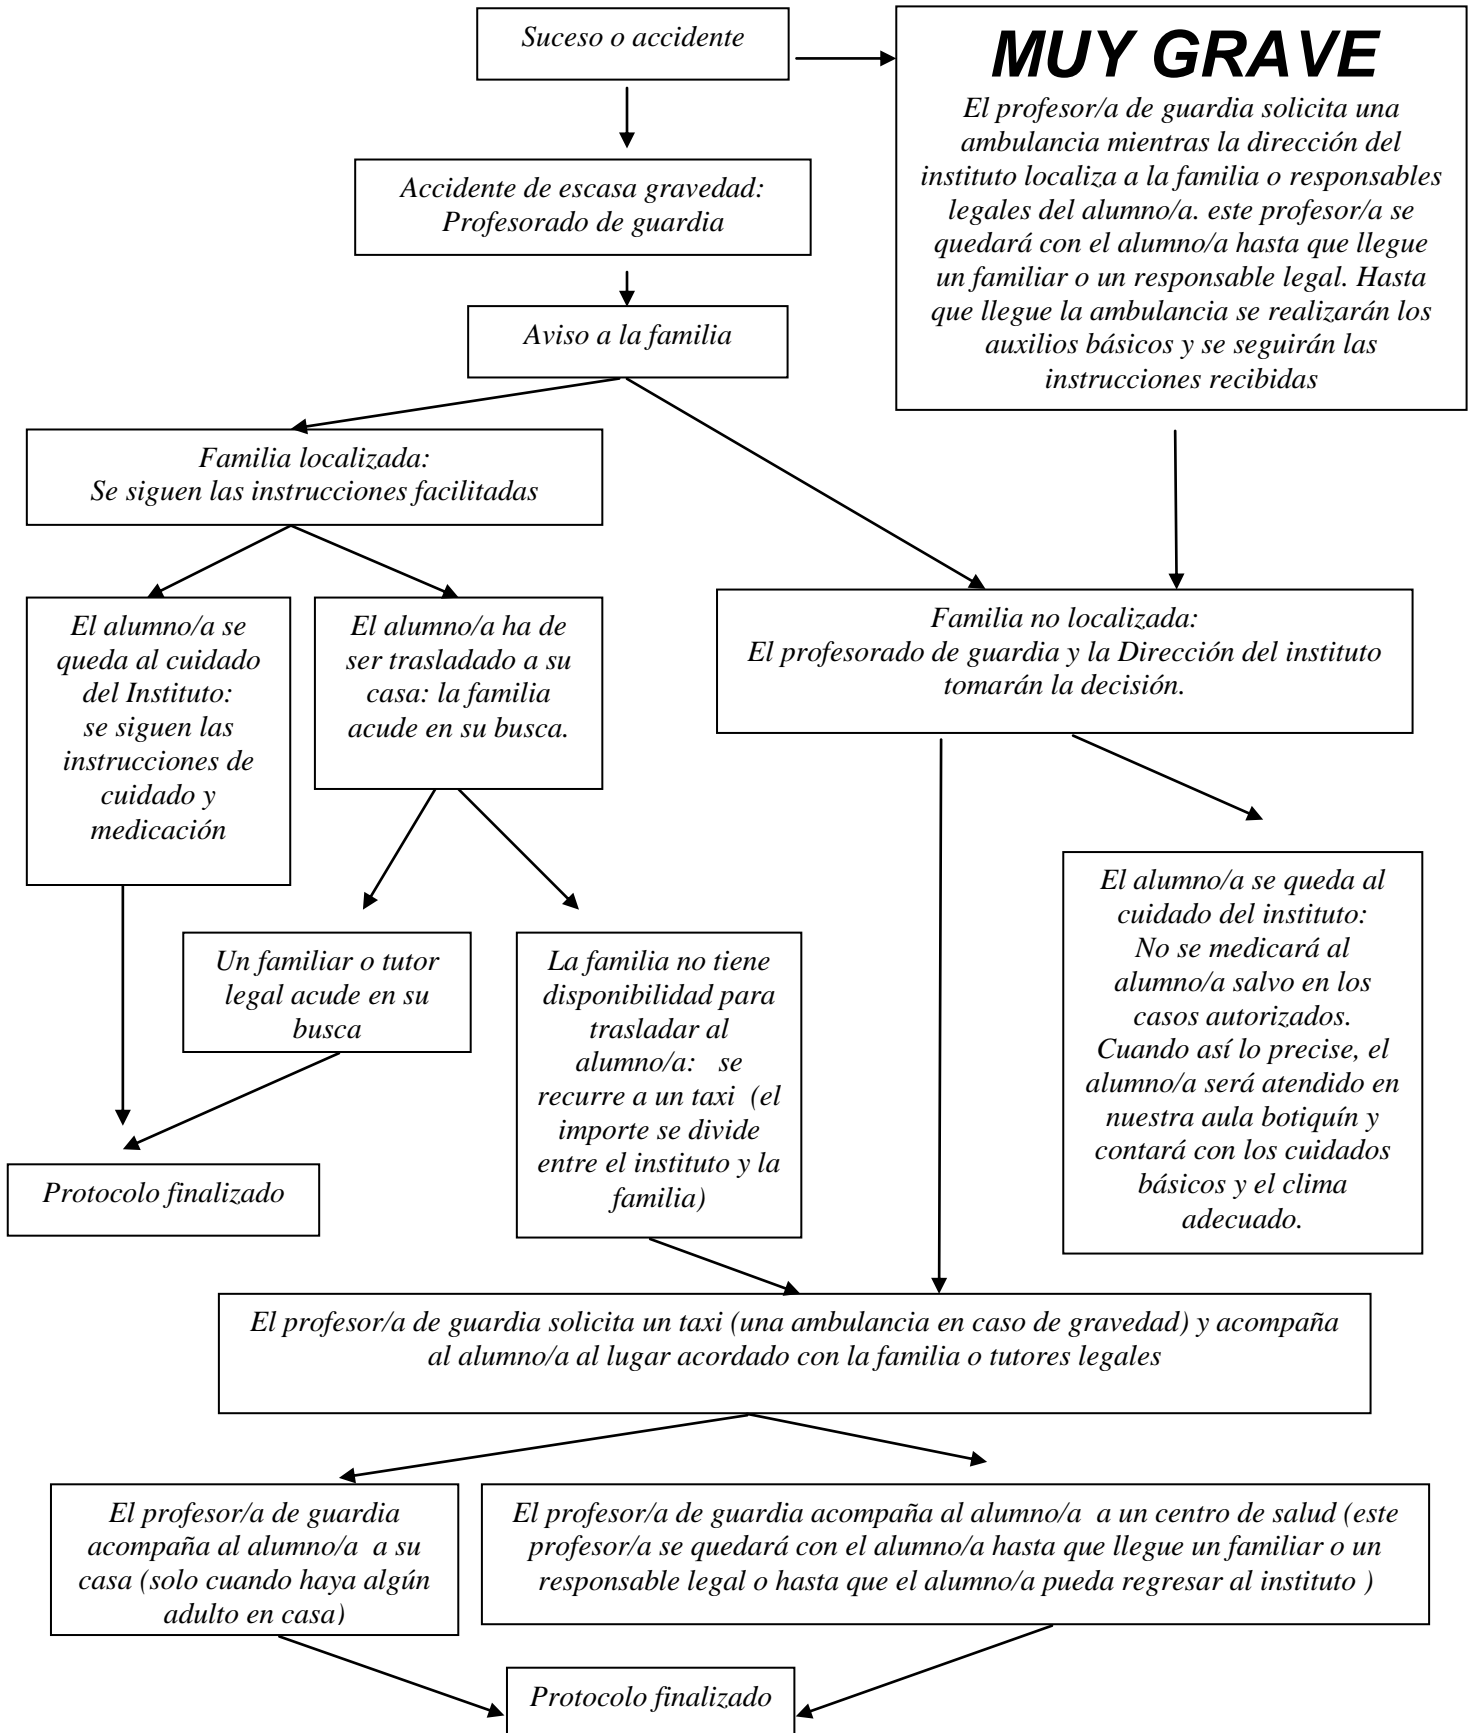 Suceso o accidente
MUY GRAVE
El profesor/a de guardia solicita una
ambulancia mientras la dirección del
instituto localiza a la familia o responsables
legales del alumno/a. este profesor/a se
quedará con el alumno/a hasta que llegue
un familiar o un responsable legal. Hasta
que llegue la ambulancia se realizarán los
auxilios básicos y se seguirán las
instrucciones recibidas
Accidente de escasa gravedad:
Profesorado de guardia
Aviso a la familia
Familia localizada:
Se siguen las instrucciones facilitadas
El alumno/a se
queda al cuidado
del Instituto:
se siguen las
instrucciones de
cuidado y
medicación
El alumno/a ha de
ser trasladado a su
casa: la familia
acude en su busca.
Familia no localizada:
El profesorado de guardia y la Dirección del instituto
tomarán la decisión.
Un familiar o tutor
legal acude en su
busca
La familia no tiene
disponibilidad para
trasladar al
alumno/a: se
recurre a un taxi (el
importe se divide
entre el instituto y la
familia)
El alumno/a se queda al
cuidado del instituto:
No se medicará al
alumno/a salvo en los
casos autorizados.
Cuando así lo precise, el
alumno/a será atendido en
nuestra aula botiquín y
contará con los cuidados
básicos y el clima
adecuado.
Protocolo finalizado
El profesor/a de guardia solicita un taxi (una ambulancia en caso de gravedad) y acompaña
al alumno/a al lugar acordado con la familia o tutores legales
El profesor/a de guardia
acompaña al alumno/a a su
casa (solo cuando haya algún
adulto en casa)
El profesor/a de guardia acompaña al alumno/a a un centro de salud (este
profesor/a se quedará con el alumno/a hasta que llegue un familiar o un
responsable legal o hasta que el alumno/a pueda regresar al instituto )
Protocolo finalizado